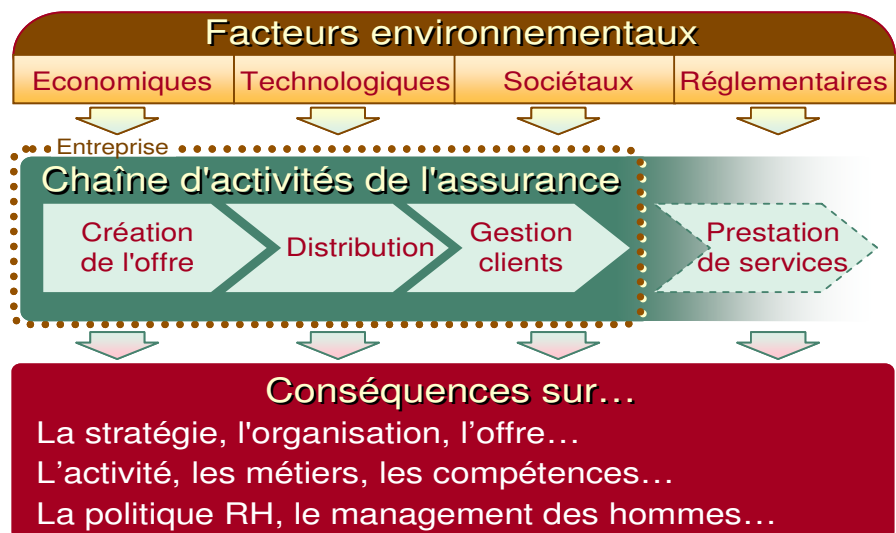 Facteurs environnementaux
Economiques Technologiques Sociétaux Réglementaires
Entreprise
Chaîne d'activités de l'assurance
Création
de l'offre
Distribution
Gestion
clients
Prestation
de services
Conséquences sur…
La stratégie, l'organisation, l’offre…
L’activité, les métiers, les compétences…
La politique RH, le management des hommes…